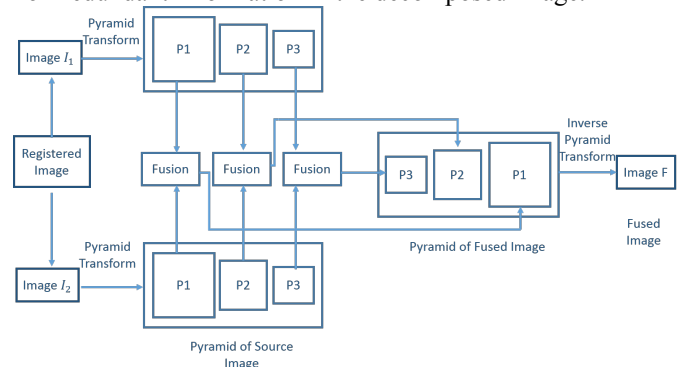 Pyramid
Transform
Image I₁
P1
P2
P3
Registered
Image
Fusion
Fusion
Fusion
Inverse
Pyramid
Transform
P3
P2
P1
Image F
Fused
Image
Pyramid of Fused Image
Pyramid
Transform
Image I₂
P1
P2
P3
Pyramid of Source
Image